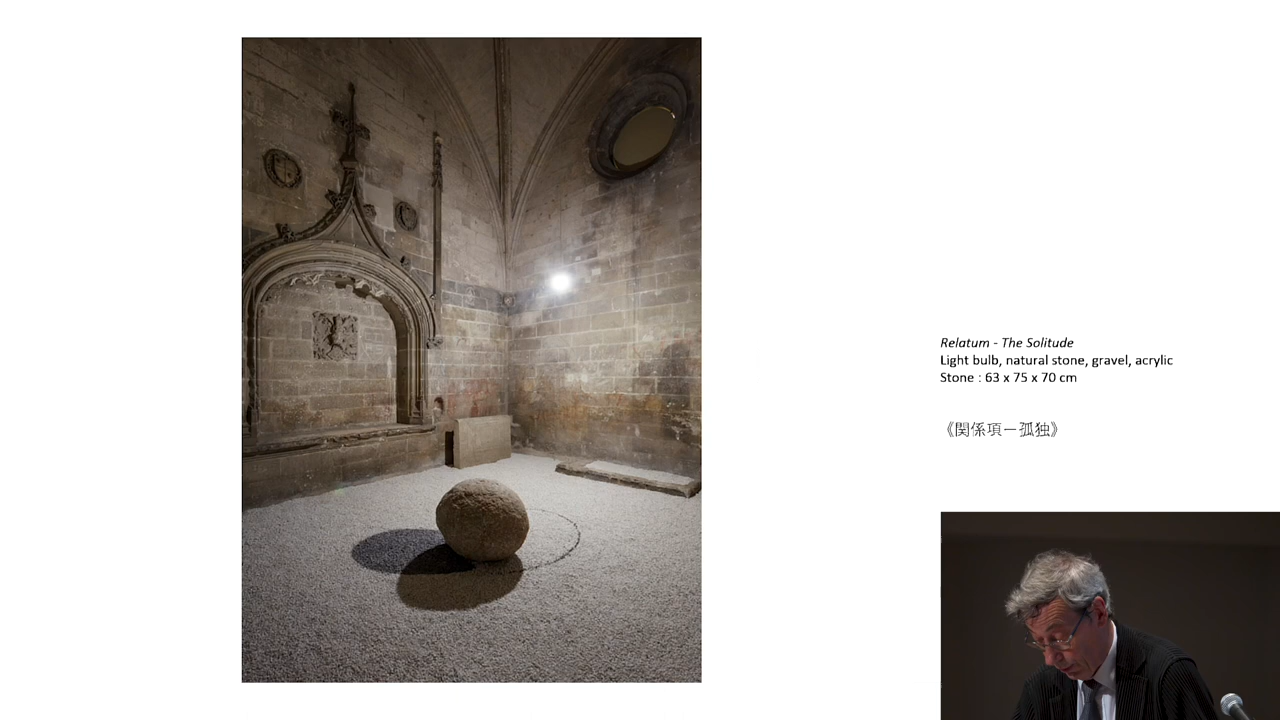 Relatum - The Solitude
Light bulb, natural stone, gravel, acrylic
Stone : 63 x 75 x 70 cm
《関係項－孤独》